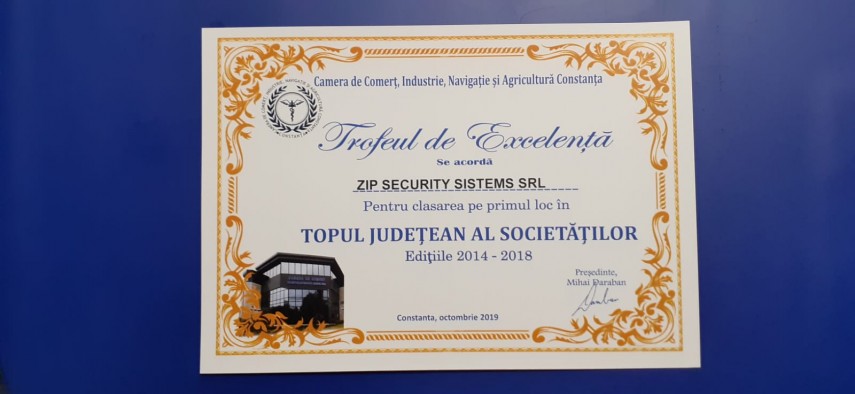 Camera de Comerț, Industrie, Navigație și Agricultură Constanța
Trofeul de Excelență
Se acordă
ZIP SECURITY SISTEMS SRL
Pentru clasarea pe primul loc în
TOPUL JUDEȚEAN AL SOCIETĂȚILOR
Edițiile 2014 - 2018
Președinte,
Mihai Daraban
Constanta, octombrie 2019